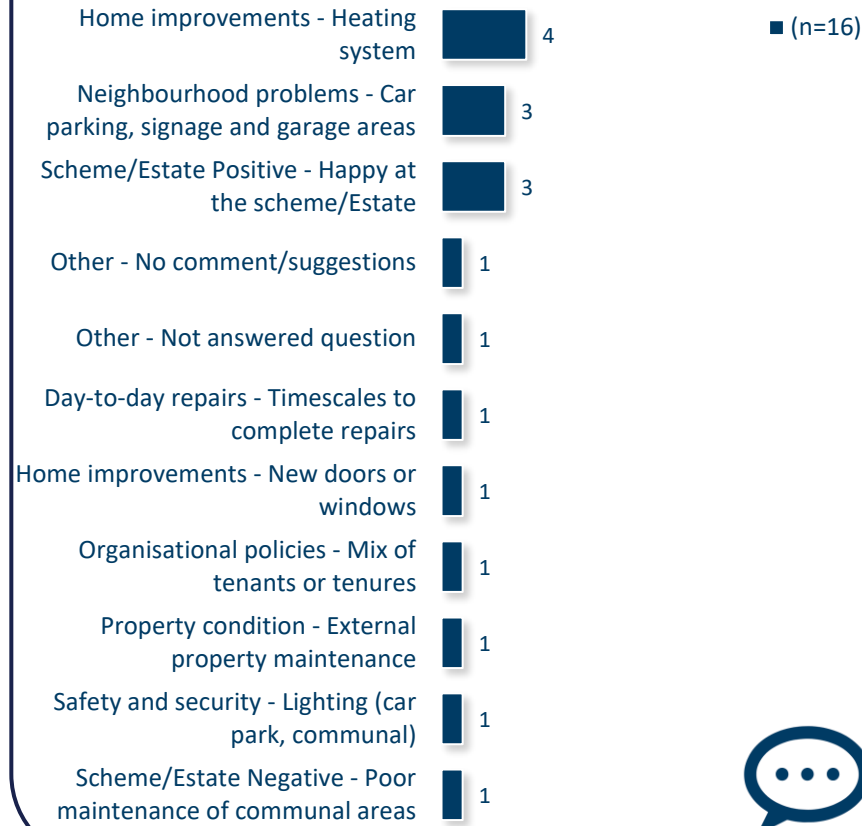 Home improvements - Heating
system
4
(n=16)
Neighbourhood problems - Car
parking, signage and garage areas
3
Scheme/Estate Positive - Happy at
the scheme/Estate
3
Other - No comment/suggestions
1
Other - Not answered question
1
Day-to-day repairs - Timescales to
complete repairs
1
Home improvements - New doors or
windows
1
Organisational policies - Mix of
tenants or tenures
1
Property condition - External
property maintenance
1
Safety and security - Lighting (car
park, communal)
1
Scheme/Estate Negative - Poor
maintenance of communal areas
1